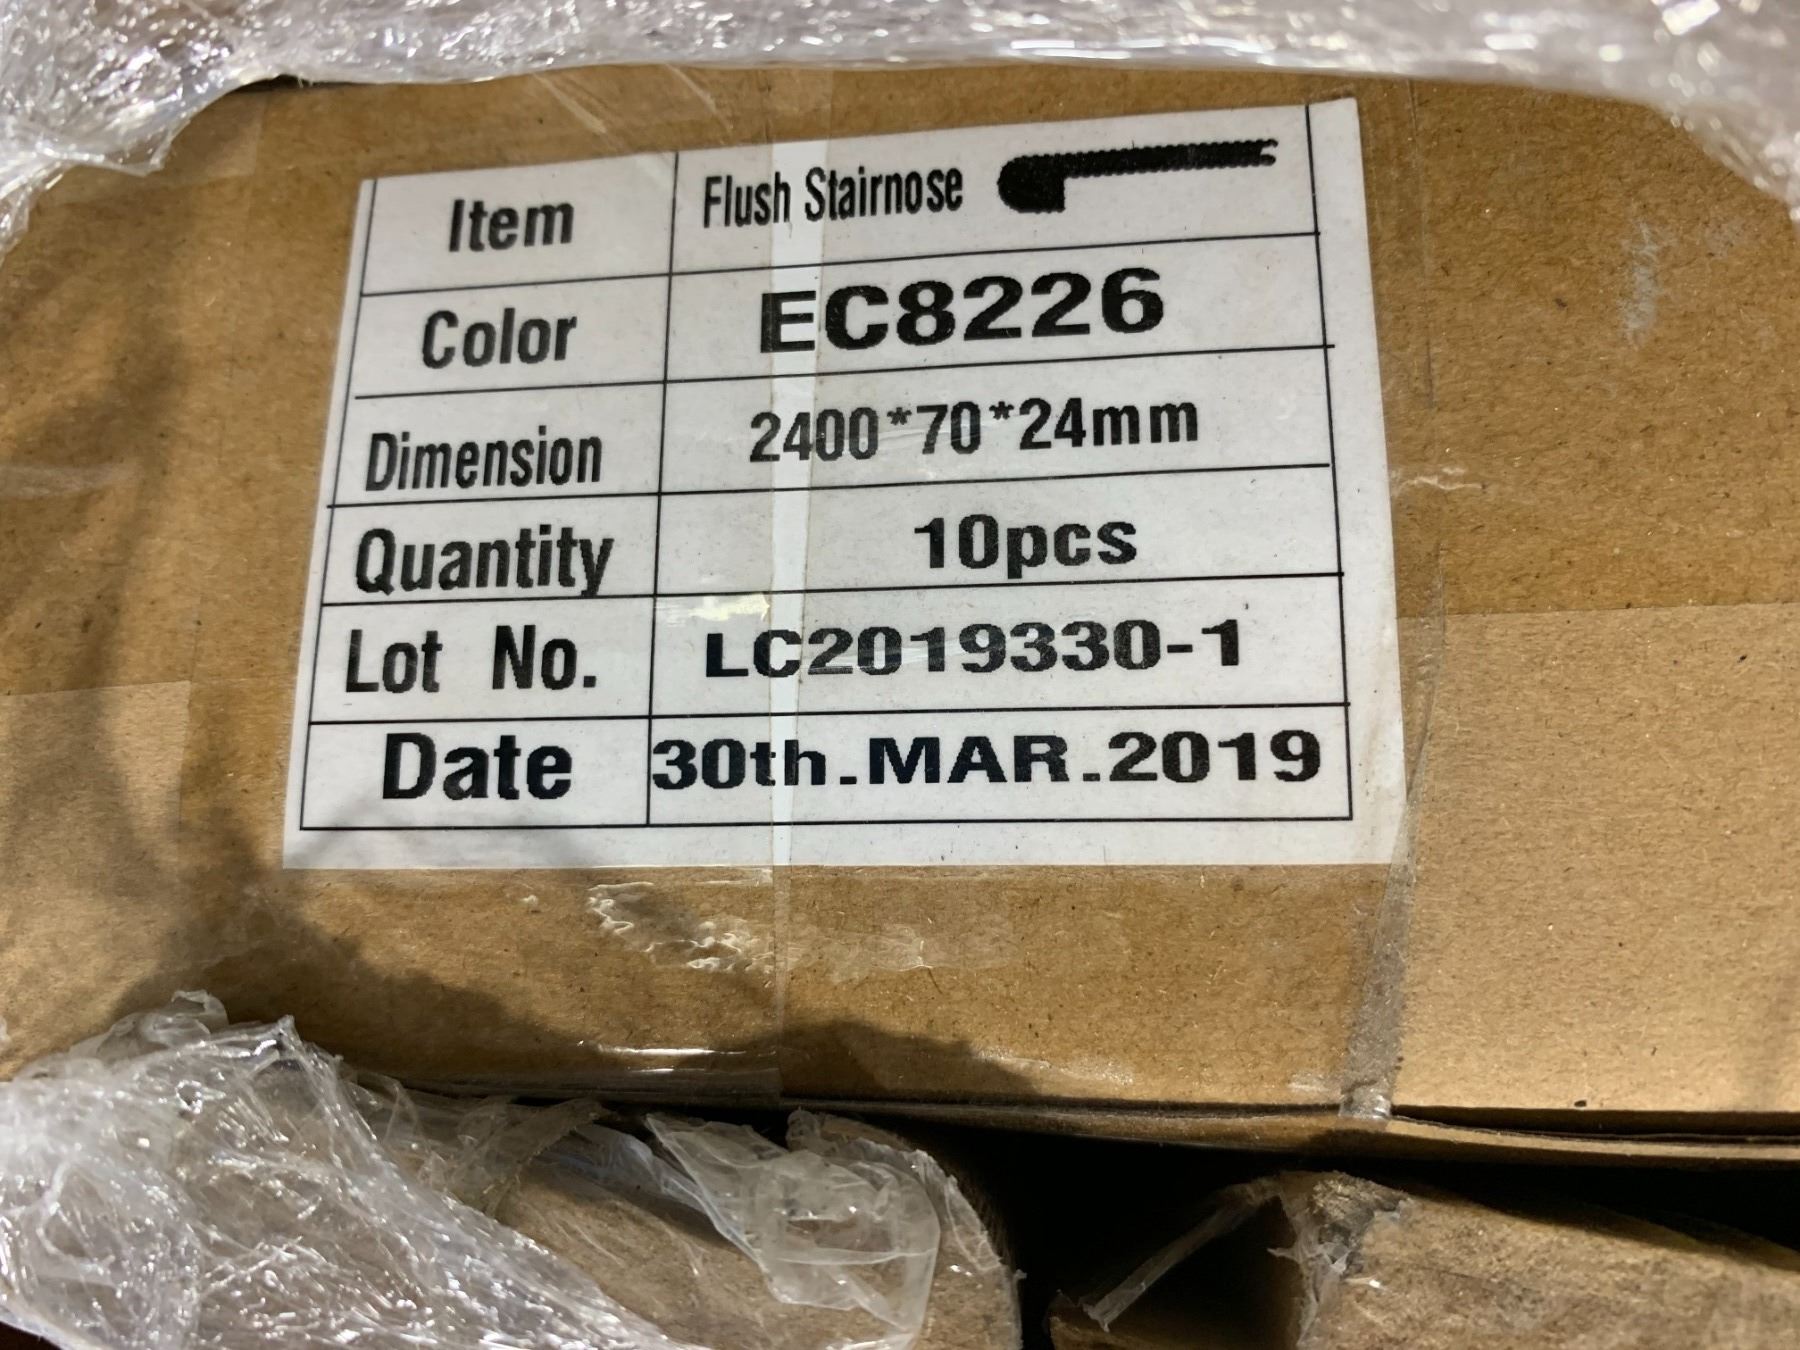 Item Flush Stairnose
Color EC8226
Dimension 2400*70*24mm
Quantity 10pcs
Lot No. LC2019330-1
Date 30th.MAR.2019